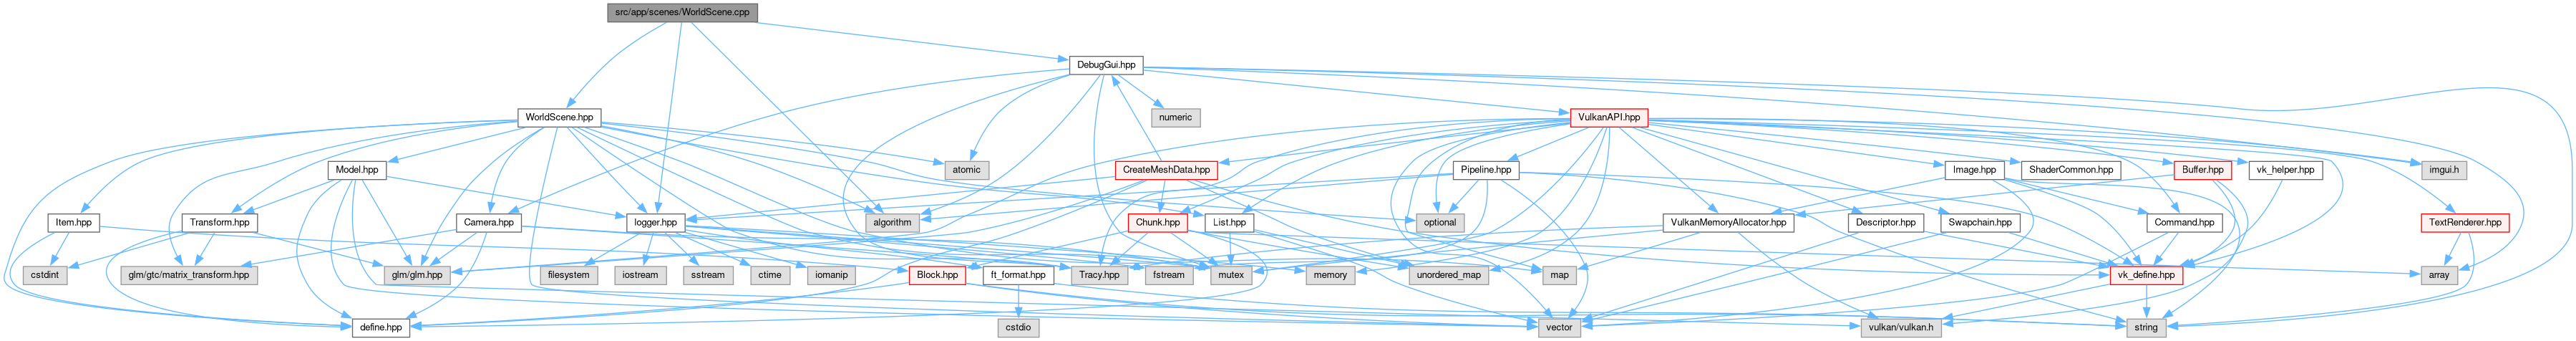 src/app/scenes/WorldScene.cpp
DebugGui.hpp
WorldScene.hpp
numeric
VulkanAPI.hpp
Model.hpp
atomic
CreateMeshData.hpp
Pipeline.hpp
Image.hpp
ShaderCommon.hpp
Buffer.hpp
vk_helper.hpp
imgui.h
Item.hpp
Transform.hpp
Camera.hpp
logger.hpp
algorithm
Chunk.hpp
List.hpp
optional
VulkanMemoryAllocator.hpp
Descriptor.hpp
Swapchain.hpp
Command.hpp
TextRenderer.hpp
cstdint
glm/gtc/matrix_transform.hpp
glm/glm.hpp
filesystem
iostream
sstream
ctime
iomanip
Block.hpp
ft_format.hpp
Tracy.hpp
fstream
mutex
memory
unordered_map
map
vk_define.hpp
array
define.hpp
cstdio
vector
vulkan/vulkan.h
string